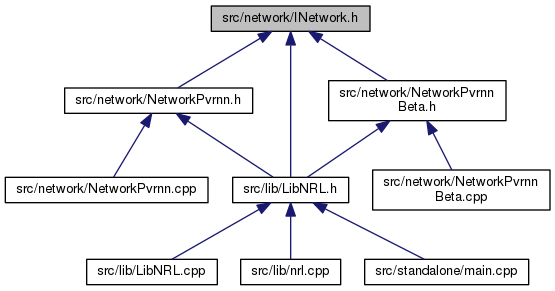 src/network/INetwork.h
src/network/NetworkPvrnn.h
src/network/NetworkPvrnn
Beta.h
src/network/NetworkPvrnn.cpp
src/lib/LibNRL.h
src/network/NetworkPvrnn
Beta.cpp
src/lib/LibNRL.cpp
src/lib/nrl.cpp
src/standalone/main.cpp